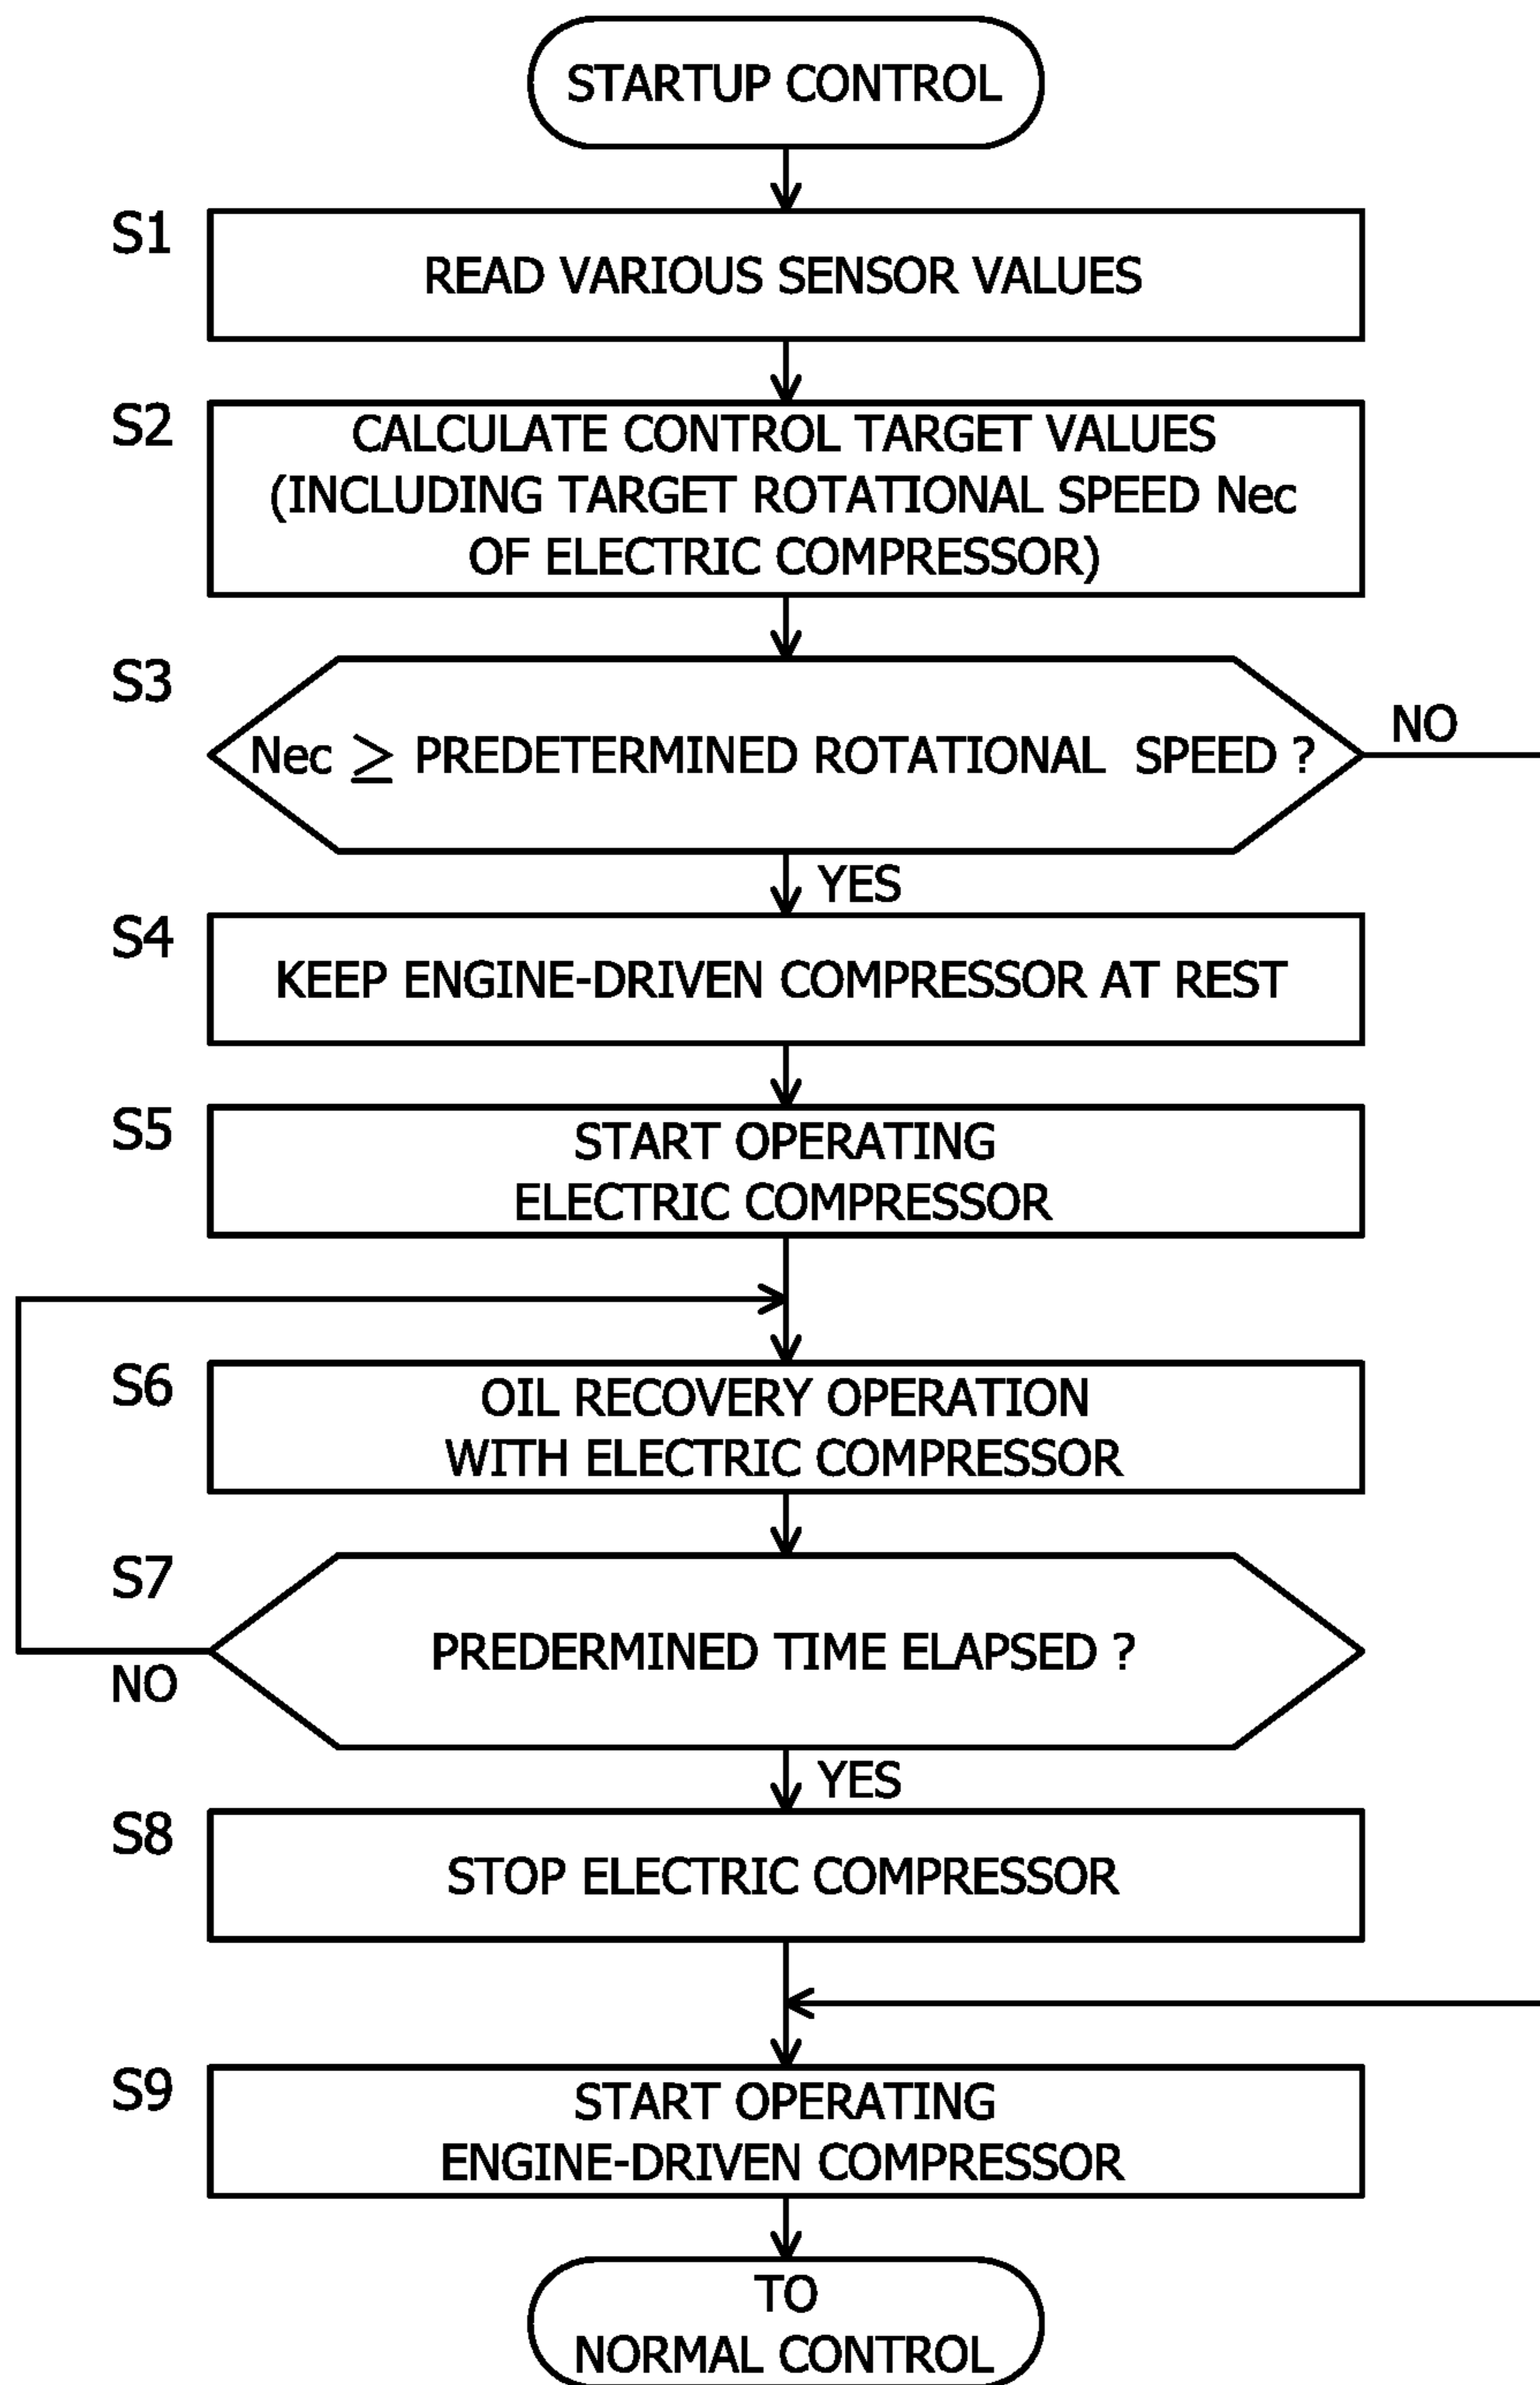 STARTUP CONTROL
S1
READ VARIOUS SENSOR VALUES
S2
CALCULATE CONTROL TARGET VALUES
(INCLUDING TARGET ROTATIONAL SPEED Nec
OF ELECTRIC COMPRESSOR)
S3
Nec ≥ PREDETERMINED ROTATIONAL SPEED ?
NO
YES
S4
KEEP ENGINE-DRIVEN COMPRESSOR AT REST
S5
START OPERATING
ELECTRIC COMPRESSOR
S6
OIL RECOVERY OPERATION
WITH ELECTRIC COMPRESSOR
S7
PREDERMINED TIME ELAPSED ?
NO
YES
S8
STOP ELECTRIC COMPRESSOR
S9
START OPERATING
ENGINE-DRIVEN COMPRESSOR
TO
NORMAL CONTROL